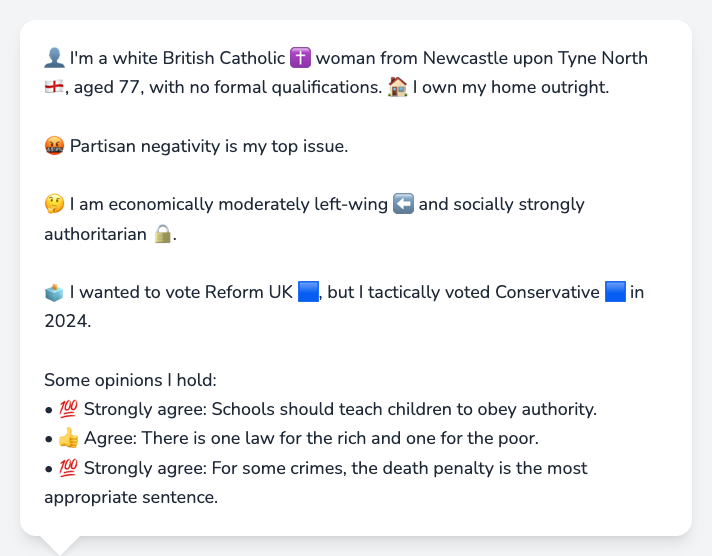 👤 I'm a white British Catholic ✝️ woman from Newcastle upon Tyne North
🏴󠁧󠁢󠁥󠁮󠁧󠁿, aged 77, with no formal qualifications. 🏠 I own my home outright.
🤬 Partisan negativity is my top issue.
🤔 I am economically moderately left-wing ⬅️ and socially strongly
authoritarian 🔒.
🗳️ I wanted to vote Reform UK 🟦, but I tactically voted Conservative 🟦 in
2024.
Some opinions I hold:
• 💯 Strongly agree: Schools should teach children to obey authority.
• 👍 Agree: There is one law for the rich and one for the poor.
• 💯 Strongly agree: For some crimes, the death penalty is the most
appropriate sentence.